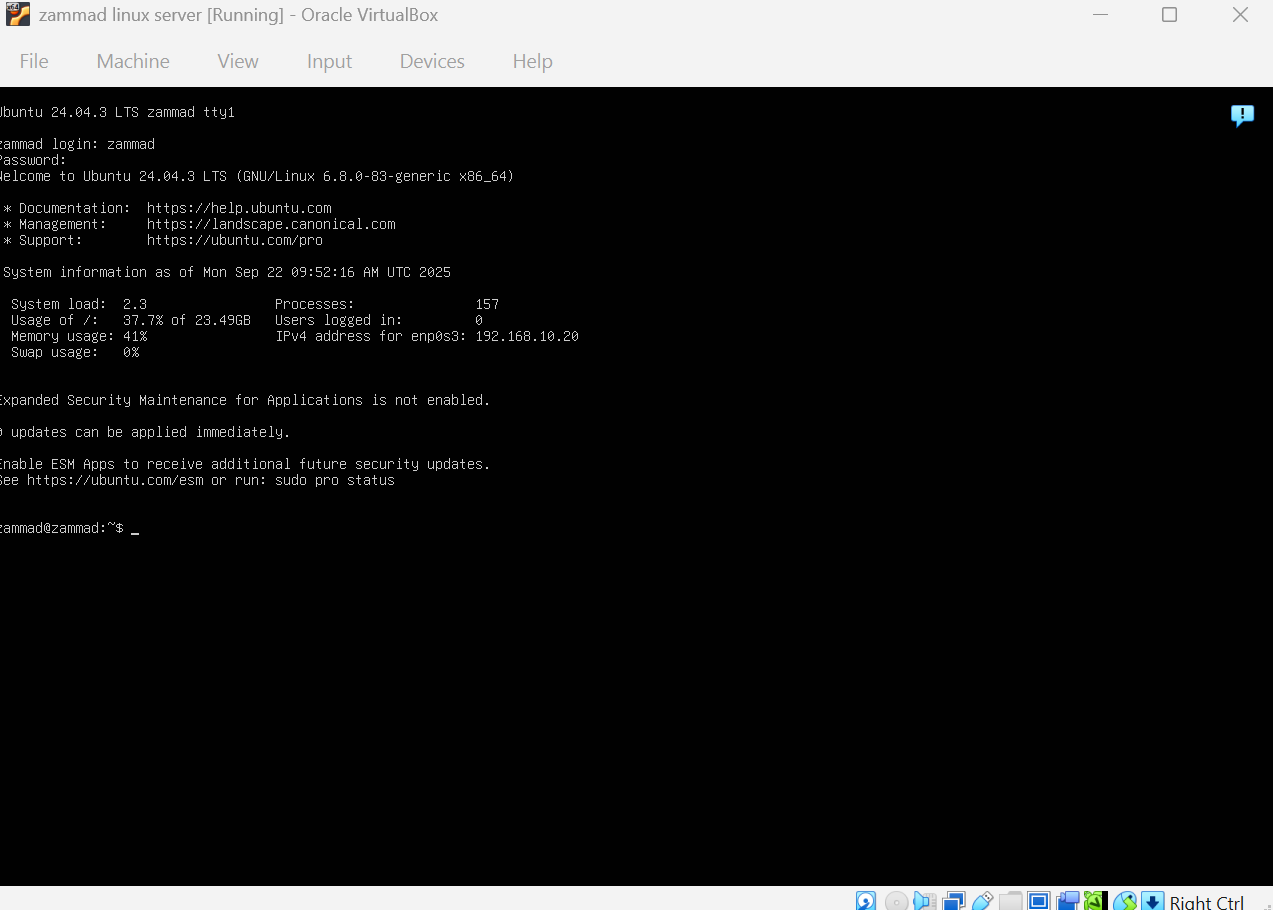 zammad linux server [Running] - Oracle VirtualBox
File Machine View Input Devices Help
Ubuntu 24.04.3 LTS zammad tty1
zammad login: zammad
Password:
Welcome to Ubuntu 24.04.3 LTS (GNU/Linux 6.8.0-83-generic x86_64)
* Documentation: https://help.ubuntu.com
* Management: https://landscape.canonical.com
* Support: https://ubuntu.com/pro
System information as of Mon Sep 22 09:52:16 AM UTC 2025
System load: 2.3 Processes: 157
Usage of /: 37.7% of 23.49GB Users logged in: 0
Memory usage: 41% IPv4 address for enp0s3: 192.168.10.20
Swap usage: 0%
Expanded Security Maintenance for Applications is not enabled.
0 updates can be applied immediately.
Enable ESM Apps to receive additional future security updates.
See https://ubuntu.com/esm or run: sudo pro status
zammad@zammad:~$ _
Right Ctrl